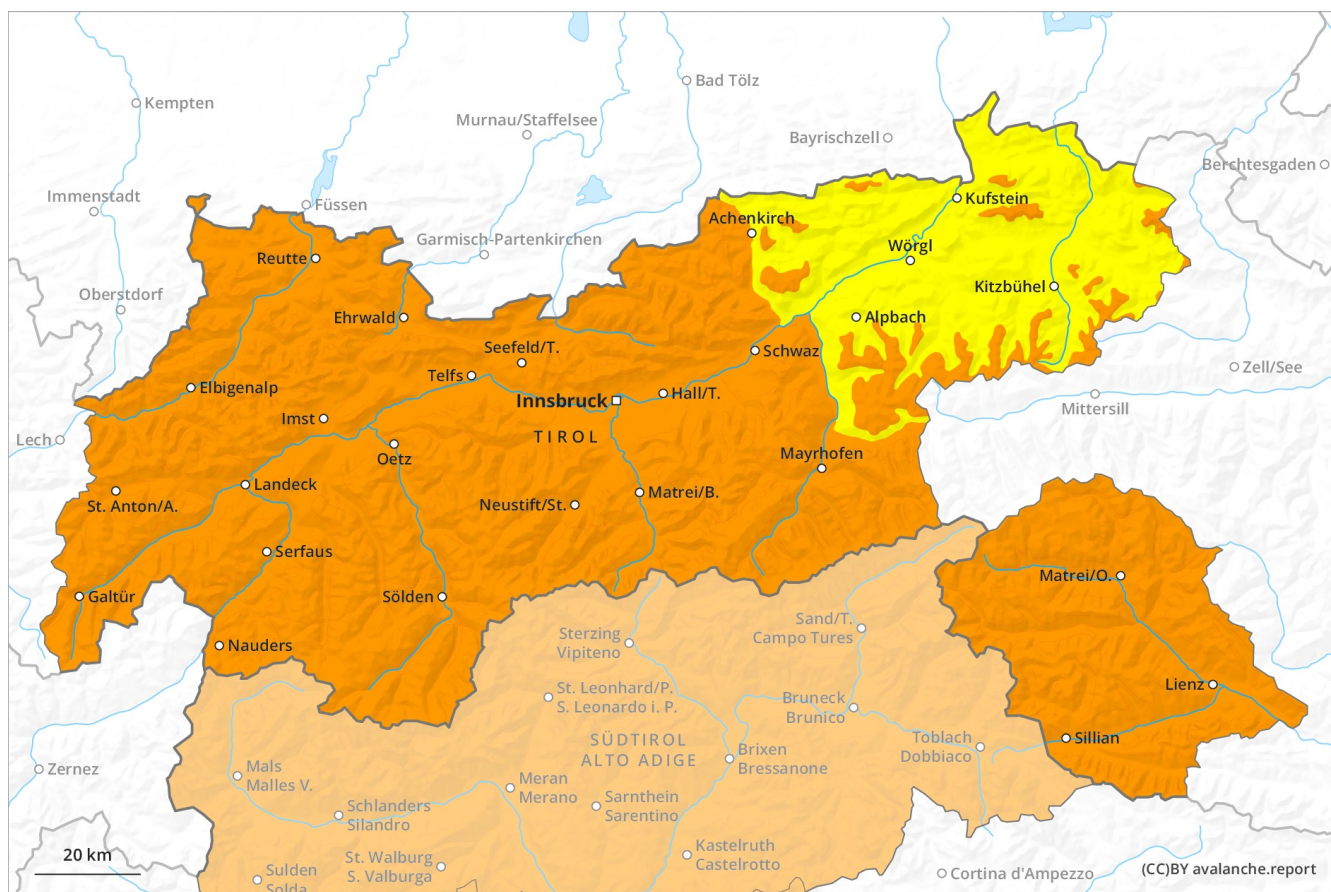 Kempten
Bad Tölz
Murnau/Staffelsee
Bayrischzell
Berchtesgaden
Immenstadt
Füssen
Kufstein
Achenkirch
Garmisch-Partenkirchen
Wörgl
Reutte
Oberstdorf
Kitzbühel
Ehrwald
Alpbach
Seefeld/T.
Schwaz
Zell/See
Telfs
Elbigenalp
Hall/T.
Innsbruck
Mittersill
Imst
Lech
TIROL
Oetz
Mayrhofen
Landeck
St. Anton/A.
Neustift/St.
Matrei/B.
Serfaus
Matrei/O.
Galtür
Sölden
Sand/T.
Campo Tures
Sterzing
Vipiteno
Nauders
Lienz
St. Leonhard/P.
S. Leonardo i. P.
Bruneck
Brunico
Sillian
Toblach
Dobbiaco
SÜDTIROL
ALTO ADIGE
Brixen
Bressanone
Zernez
Mals
Malles V.
Meran
Merano
Sarnthein
Sarentino
Schlanders
Silandro
Kastelruth
Castelrotto
20 km
St. Walburg
S. Valburga
Sulden
Solda
Cortina d'Ampezzo
(CC)BY avalanche.report